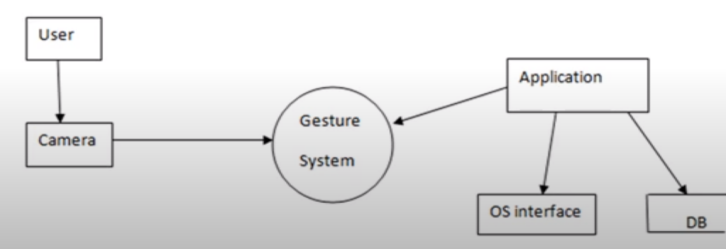 User
Camera
Gesture
System
Application
OS interface
DB